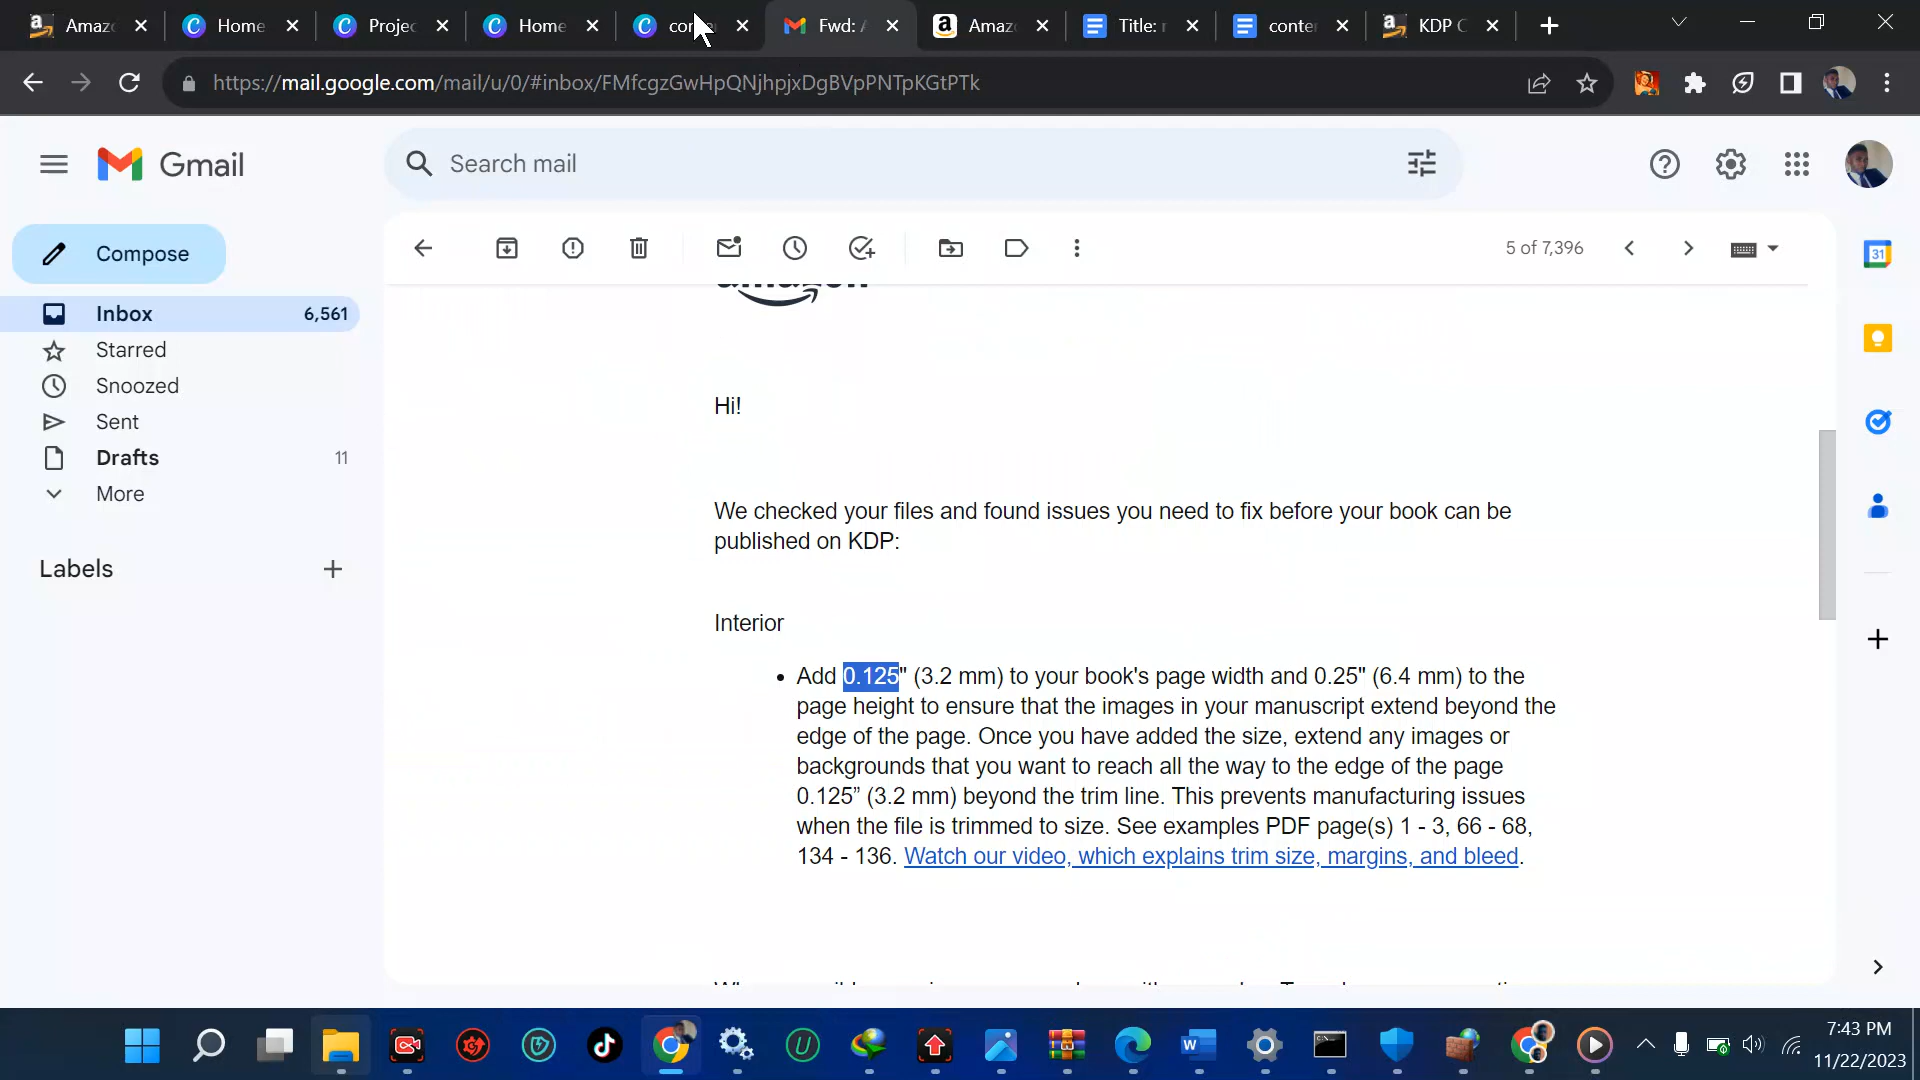 Amaz
Home
Projec
Home
Fwd: A
Amaz
Title: r
conte
KDP C
https://mail.google.com/mail/u/0/#inbox/FMfcgzGwHpQNjhpjxDgBVpPNTpKGtPTk
Gmail
Search mail
Compose
5 of 7,396
31
Inbox 6,561
Starred
Snoozed
Sent
Drafts 11
More
Labels
Hi!
We checked your files and found issues you need to fix before your book can be
published on KDP:
Interior
• Add 0.125" (3.2 mm) to your book's page width and 0.25" (6.4 mm) to the
page height to ensure that the images in your manuscript extend beyond the
edge of the page. Once you have added the size, extend any images or
backgrounds that you want to reach all the way to the edge of the page
0.125” (3.2 mm) beyond the trim line. This prevents manufacturing issues
when the file is trimmed to size. See examples PDF page(s) 1 - 3, 66 - 68,
134 - 136. Watch our video, which explains trim size, margins, and bleed.
7:43 PM
11/22/2023